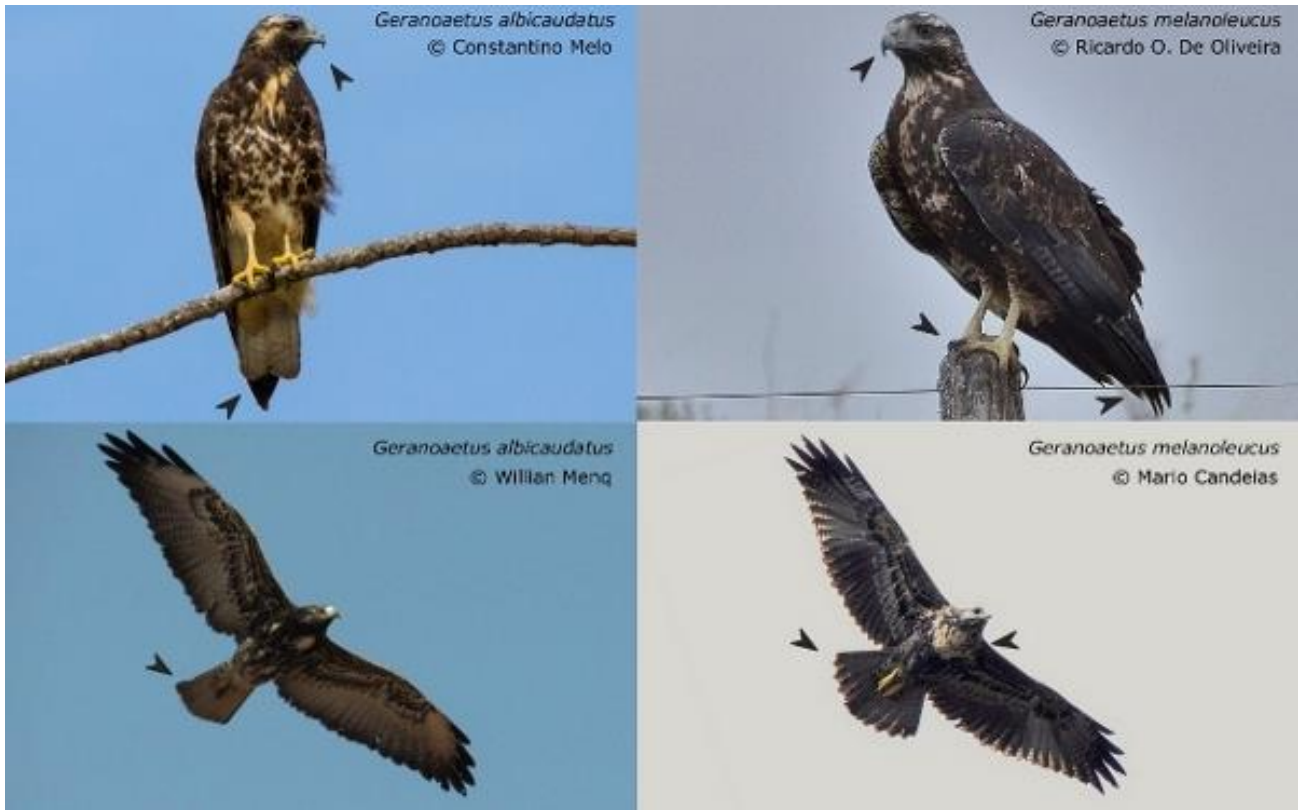 Geranoaetus albicaudatus
© Constantino Melo
Geranoaetus melanoleucus
© Ricardo O. De Oliveira
Geranoaetus albicaudatus
© Willian Menq
Geranoaetus melanoleucus
© Mario Candeias